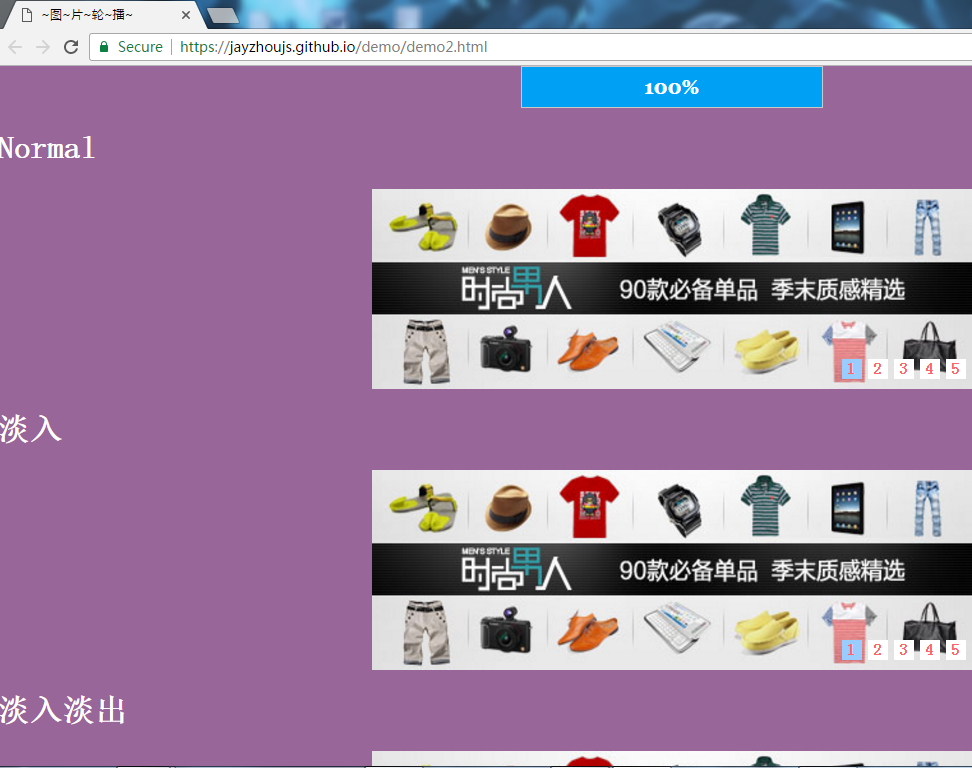 ~图~片~轮~播~
Secure https://jayzhoujs.github.io/demo/demo2.html
100%
Normal
MEN'S STYLE
时尚男人 90款必备单品 季末质感精选
1 2 3 4 5
淡入
MEN'S STYLE
时尚男人 90款必备单品 季末质感精选
1 2 3 4 5
淡入淡出